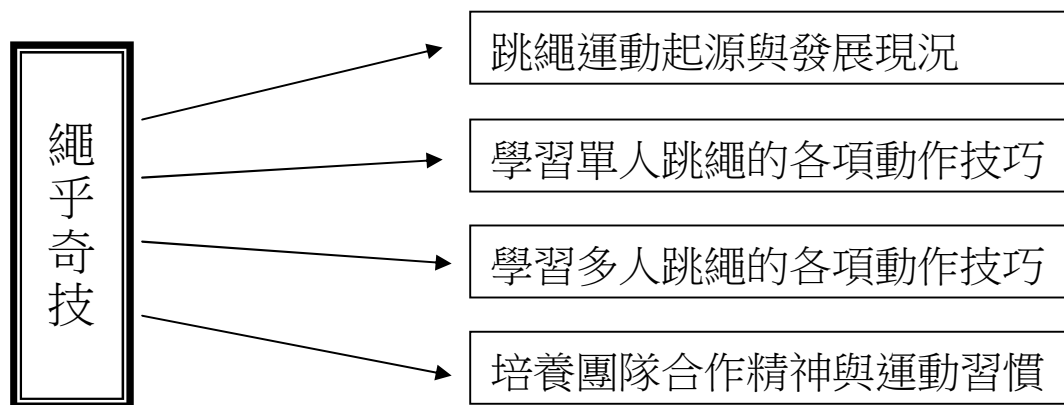 繩乎奇技
跳繩運動起源與發展現況
學習單人跳繩的各項動作技巧
學習多人跳繩的各項動作技巧
培養團隊合作精神與運動習慣